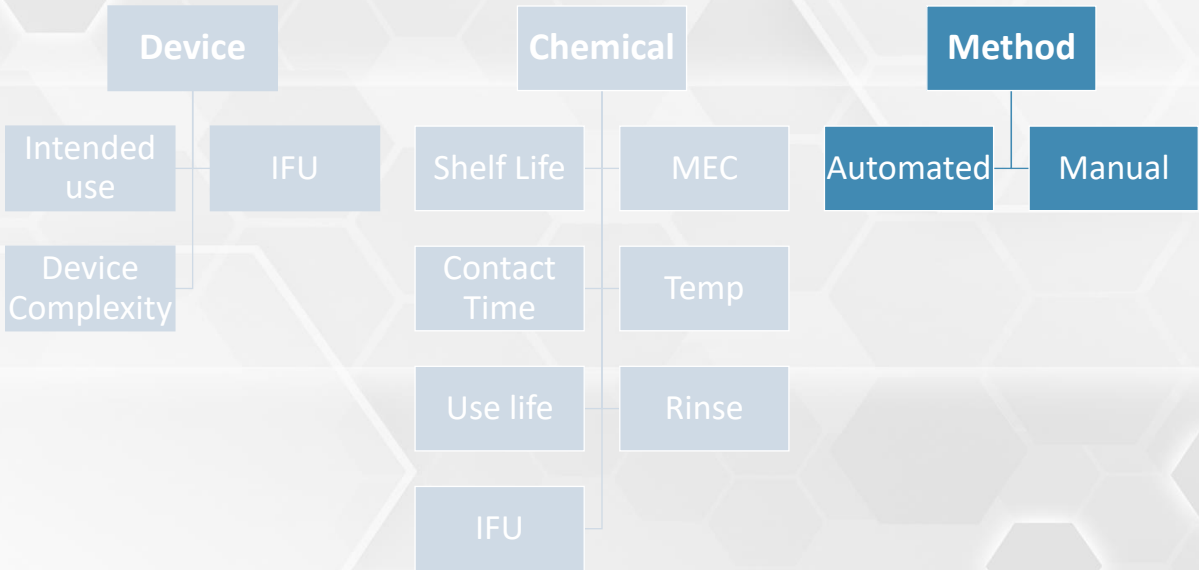 Device
Intended
use
IFU
Device
Complexity
Chemical
Shelf Life
MEC
Contact
Time
Temp
Use life
Rinse
IFU
Method
Automated
Manual